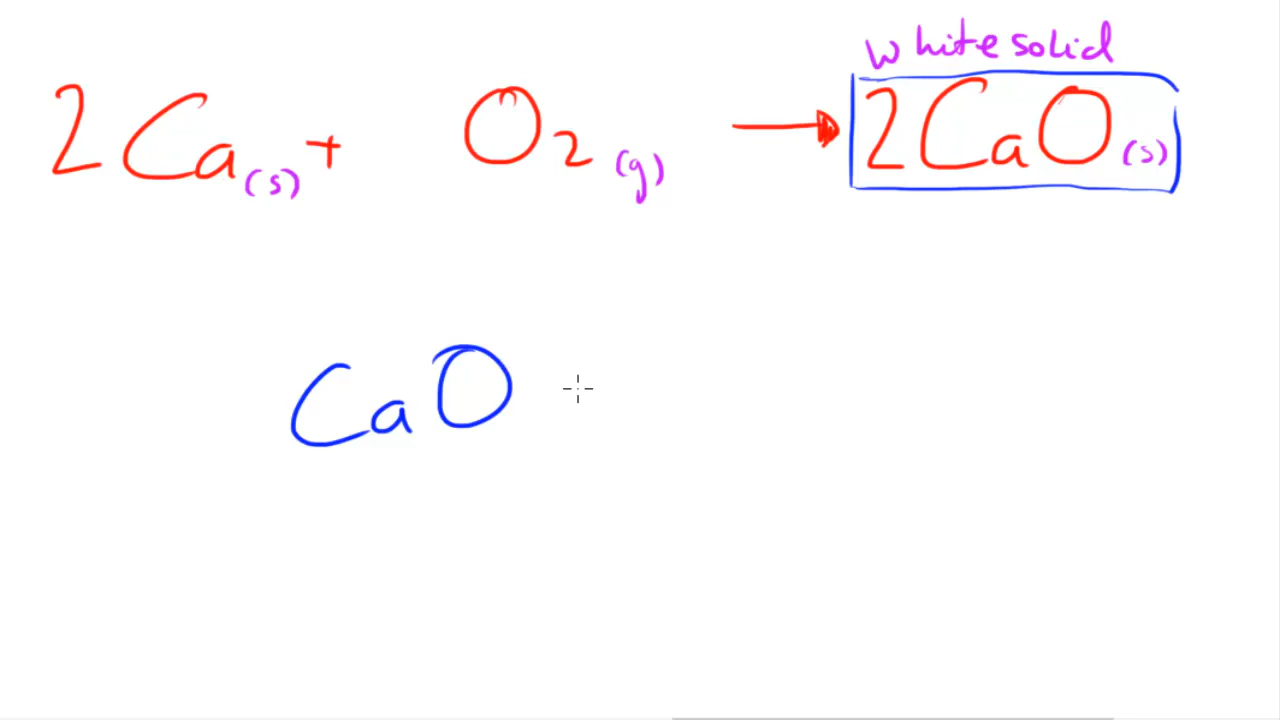 white solid
2Ca(s) + O2(g) → 2CaO(s)
CaO